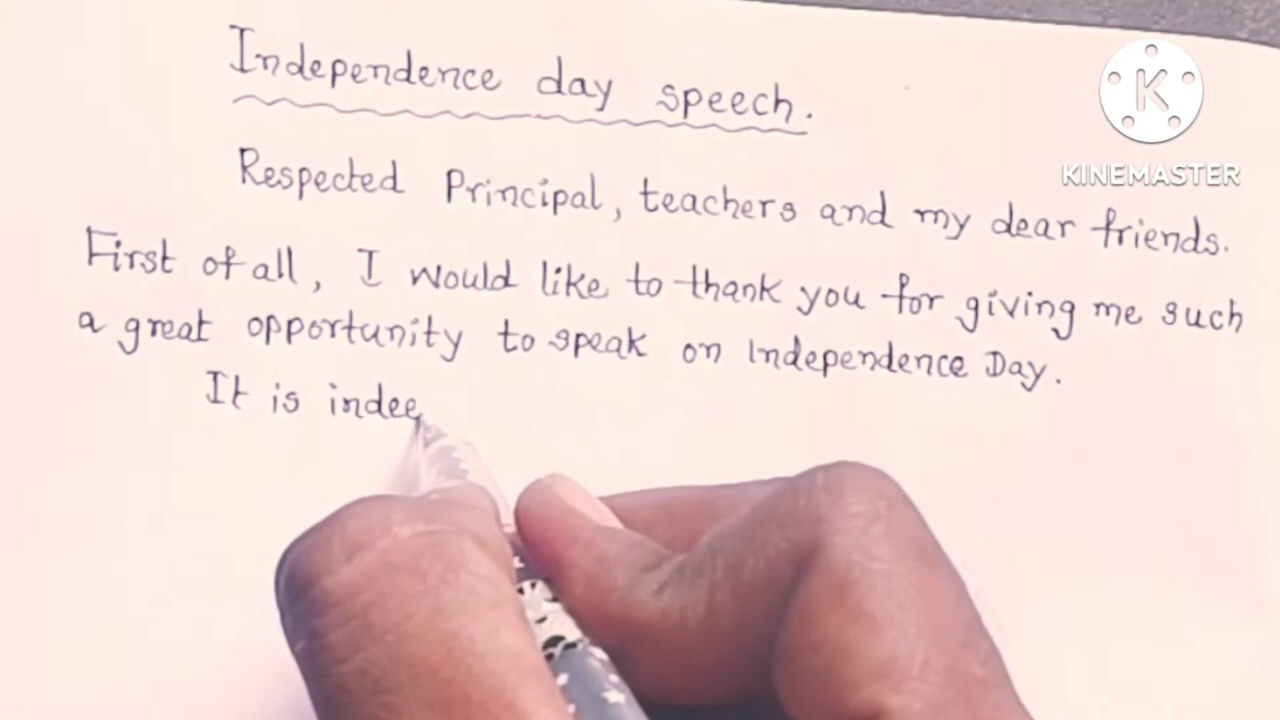 Independence day speech.
KINEMASTER
Respected Principal, teachers and my dear friends.
First of all, I would like to thank you for giving me such
a great opportunity to speak on Independence Day.
It is indee